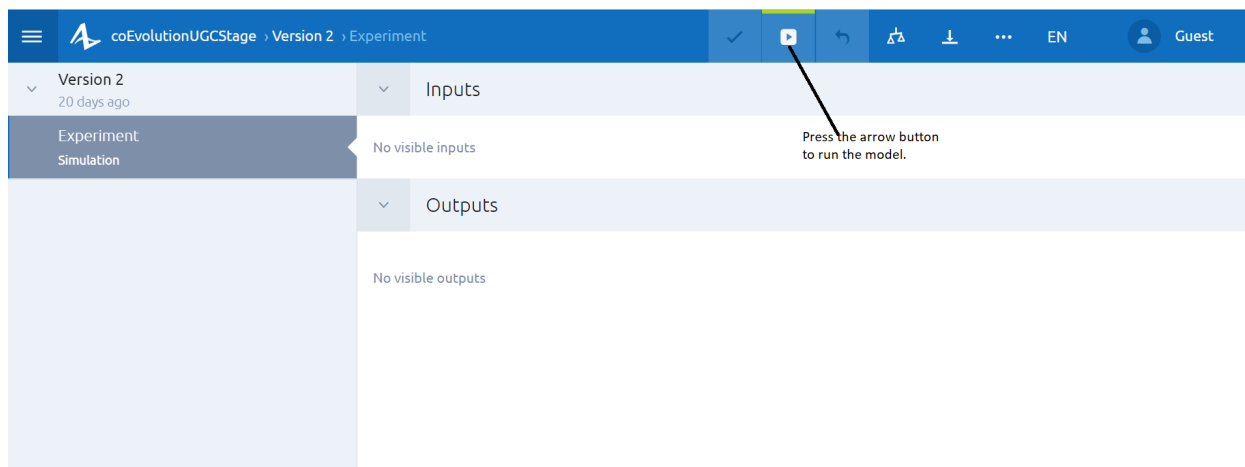 coEvolutionUGCStage › Version 2 › Experiment
EN
Guest
Version 2
20 days ago
Experiment
Simulation
Inputs
No visible inputs
Press the arrow button
to run the model.
Outputs
No visible outputs